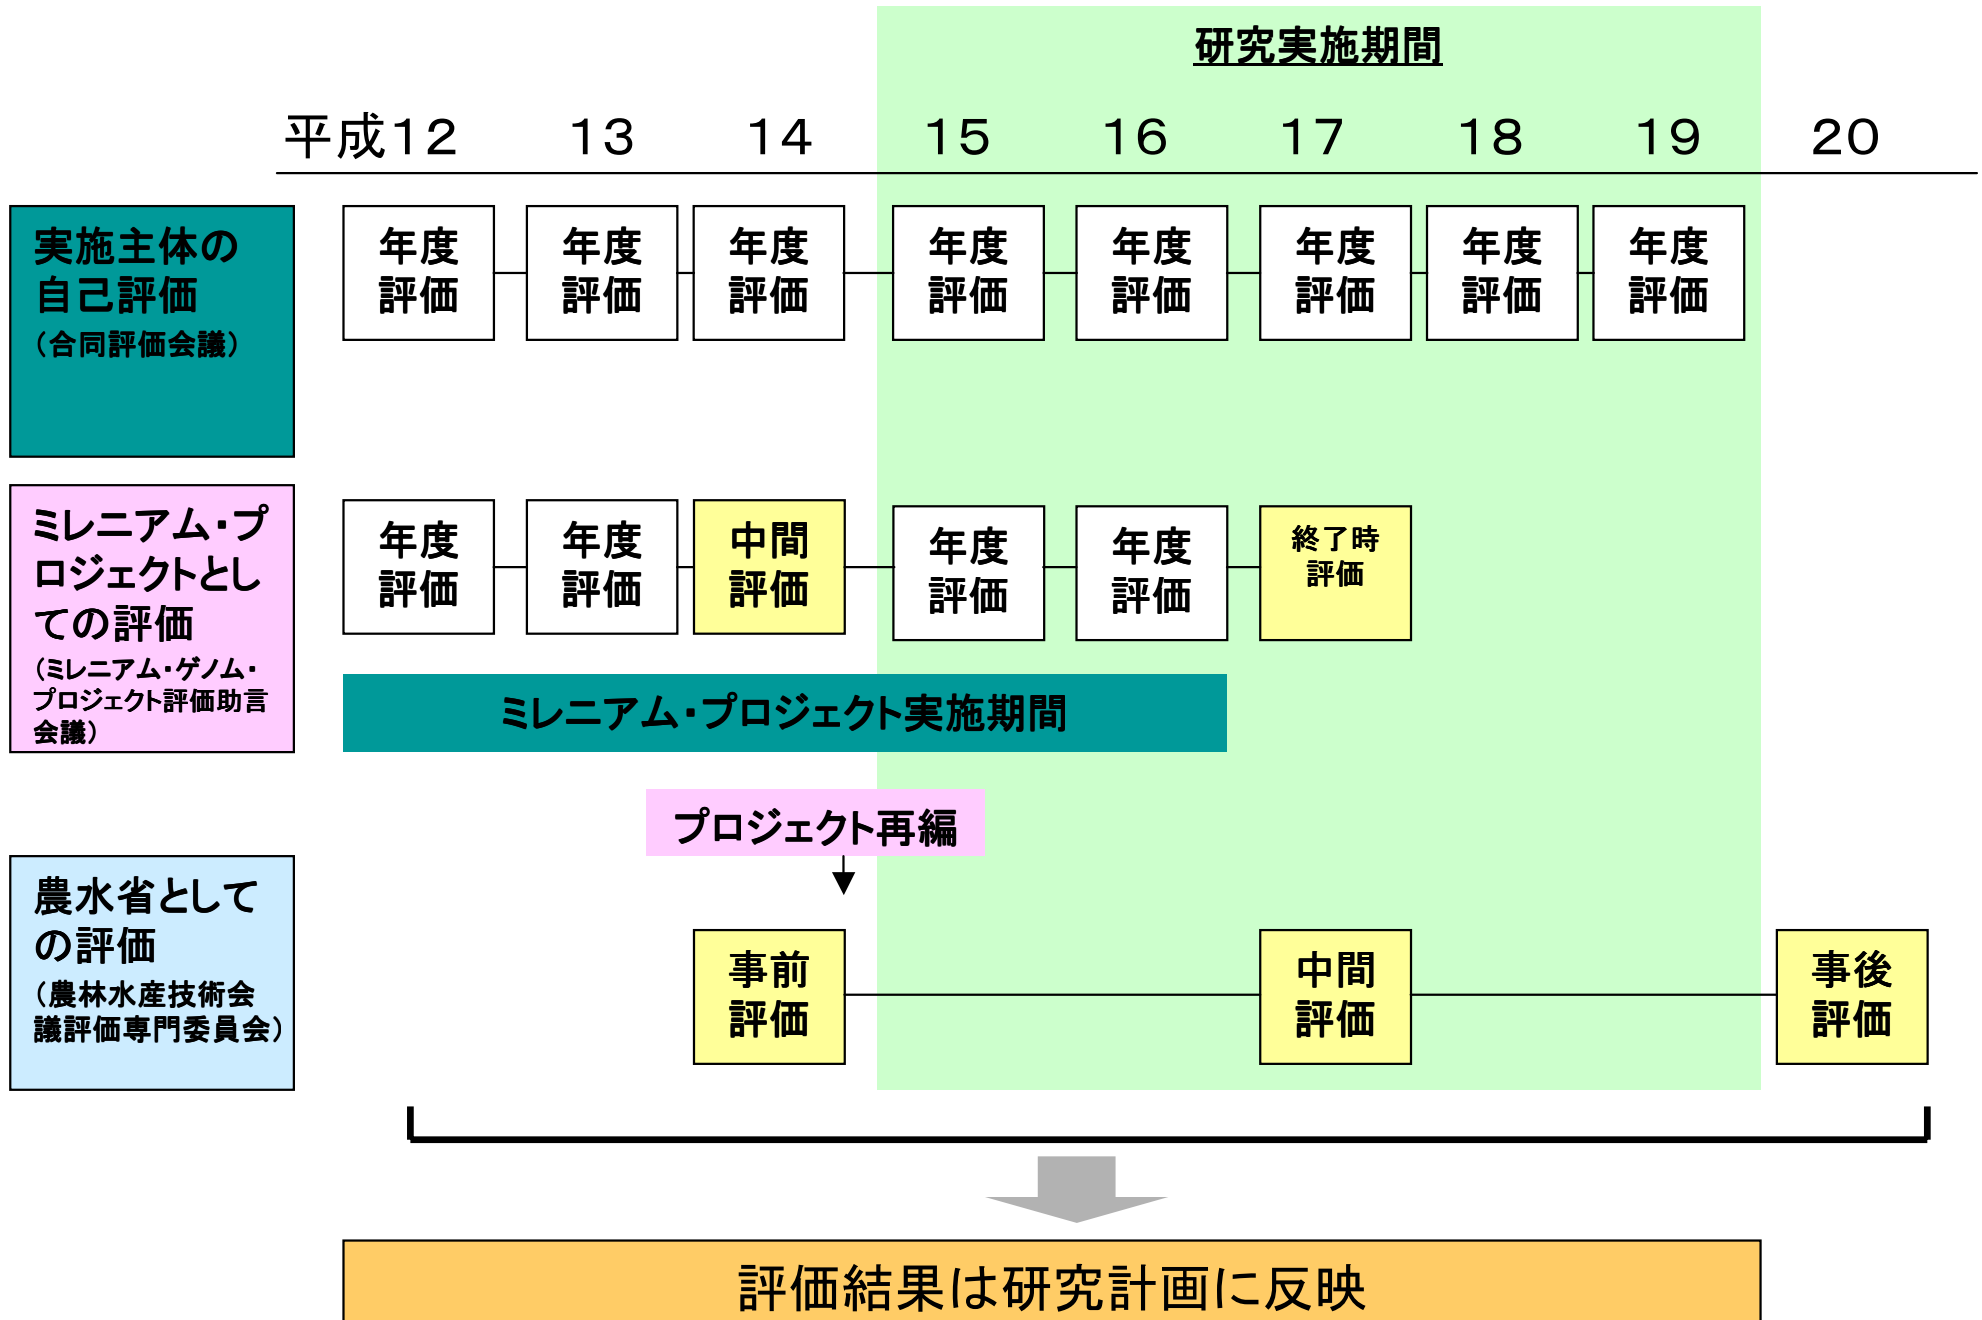 研究実施期間
平成12 13 14 15 16 17 18 19 20
実施主体の
自己評価
（合同評価会議）
年度
評価
年度
評価
年度
評価
年度
評価
年度
評価
年度
評価
年度
評価
年度
評価
ミレニアム・プ
ロジェクトとし
ての評価
（ミレニアム・ゲノム・
プロジェクト評価助言
会議）
年度
評価
年度
評価
中間
評価
年度
評価
年度
評価
終了時
評価
ミレニアム・プロジェクト実施期間
プロジェクト再編
農水省として
の評価
（農林水産技術会
議評価専門委員会）
事前
評価
中間
評価
事後
評価
評価結果は研究計画に反映